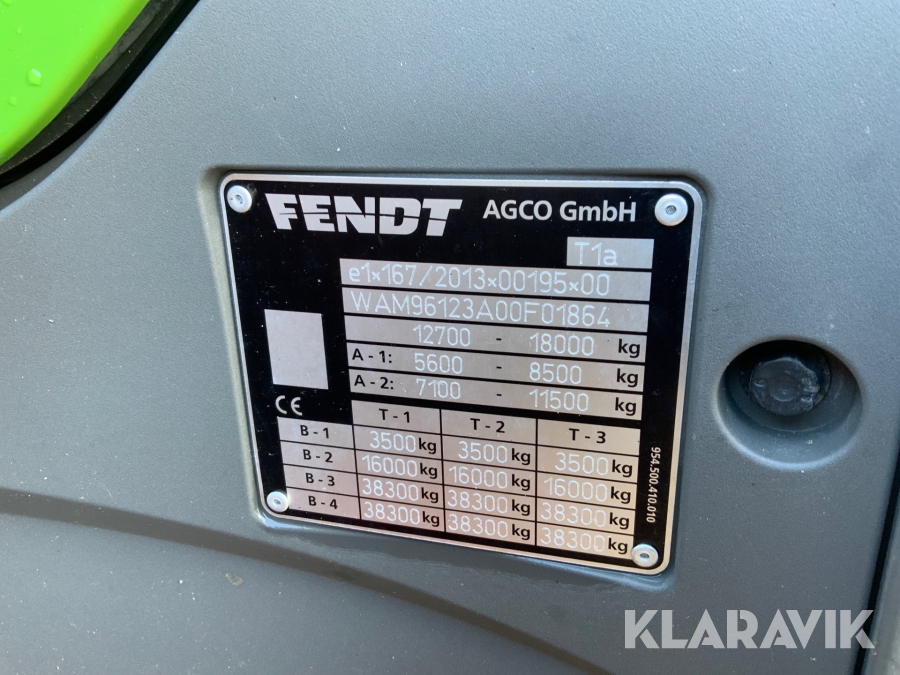 FENDT AGCO GmbH
T1a
e1*167/2013*00195*00
WAM96123A00F01864
12700 - 18000 kg
A - 1: 5600 - 8500 kg
A - 2: 7100 - 11500 kg
CE
T - 1 T - 2 T - 3
B - 1 3500 kg 3500 kg 3500 kg
B - 2 16000 kg 16000 kg 16000 kg
B - 3 38300 kg 38300 kg 38300 kg
B - 4 38300 kg 38300 kg 38300 kg
954.500.410.010
KLARAVIK